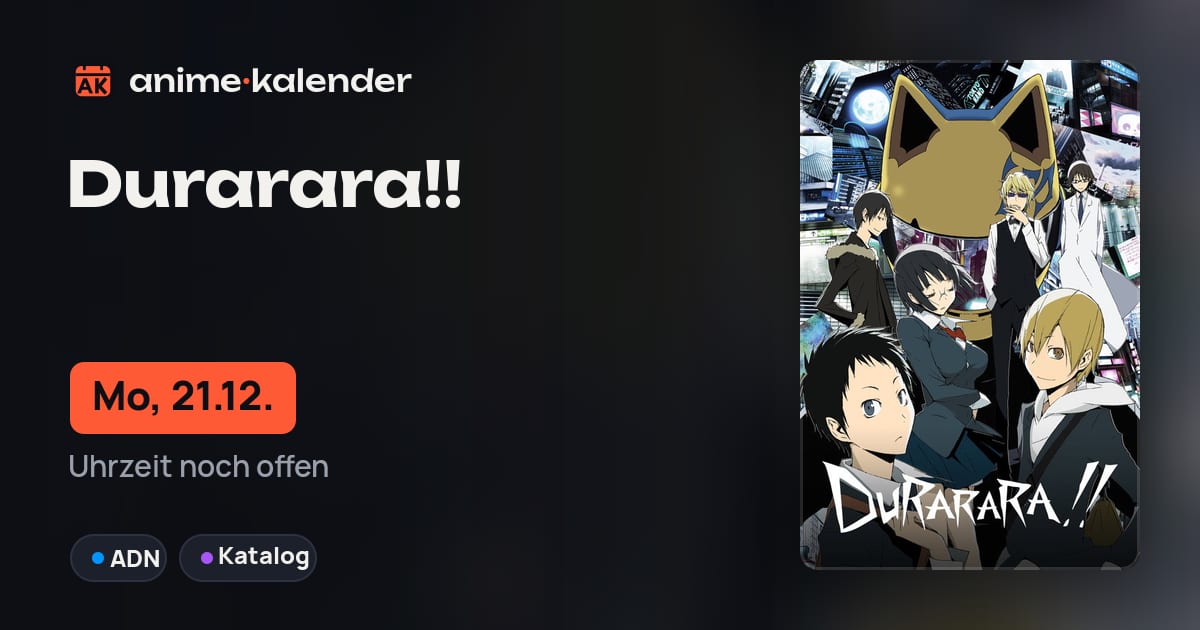 AK
anime·kalender
Durarara!!
Mo, 21.12.
Uhrzeit noch offen
ADN
Katalog
DURARARA!!